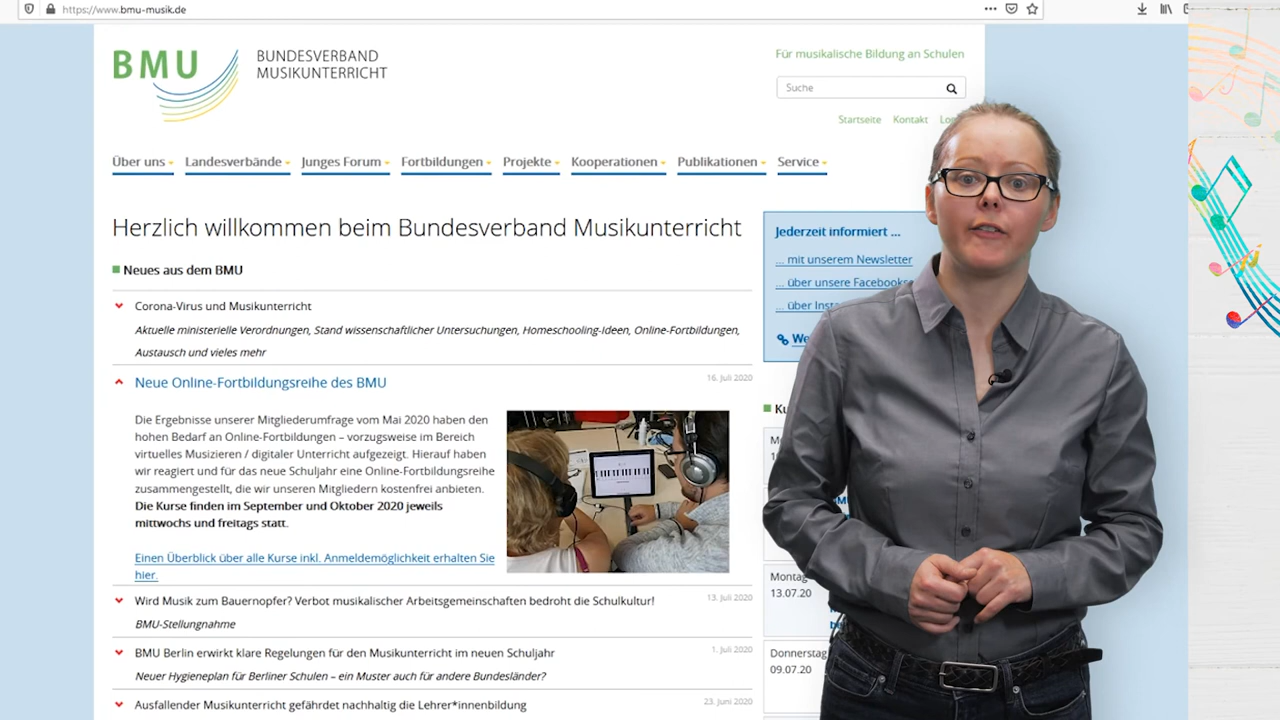 https://www.bmu-musik.de
BMU
BUNDESVERBAND
MUSIKUNTERRICHT
Für musikalische Bildung an Schulen
Suche
Startseite Kontakt
Über uns Landesverbände Junges Forum Fortbildungen Projekte Kooperationen Publikationen Service
Herzlich willkommen beim Bundesverband Musikunterricht
Neues aus dem BMU
Corona-Virus und Musikunterricht
Aktuelle ministerielle Verordnungen, Stand wissenschaftlicher Untersuchungen, Homeschooling-Ideen, Online-Fortbildungen,
Austausch und vieles mehr
Neue Online-Fortbildungsreihe des BMU
16. Juli 2020
Die Ergebnisse unserer Mitgliederumfrage vom Mai 2020 haben den
hohen Bedarf an Online-Fortbildungen – vorzugsweise im Bereich
virtuelles Musizieren / digitaler Unterricht aufgezeigt. Hierauf haben
wir reagiert und für das neue Schuljahr eine Online-Fortbildungsreihe
zusammengestellt, die wir unseren Mitgliedern kostenfrei anbieten.
Die Kurse finden im September und Oktober 2020 jeweils
mittwochs und freitags statt.
Einen Überblick über alle Kurse inkl. Anmeldemöglichkeit erhalten Sie
hier.
Wird Musik zum Bauernopfer? Verbot musikalischer Arbeitsgemeinschaften bedroht die Schulkultur!
13. Juli 2020
BMU-Stellungnahme
BMU Berlin erwirkt klare Regelungen für den Musikunterricht im neuen Schuljahr
1. Juli 2020
Neuer Hygieneplan für Berliner Schulen – ein Muster auch für andere Bundesländer?
Ausfallender Musikunterricht gefährdet nachhaltig die Lehrer*innenbildung
23. Juni 2020
Jederzeit informiert ...
... mit unserem Newsletter
... über unsere
... über
Montag
13.07.20
Donnerstag
09.07.20